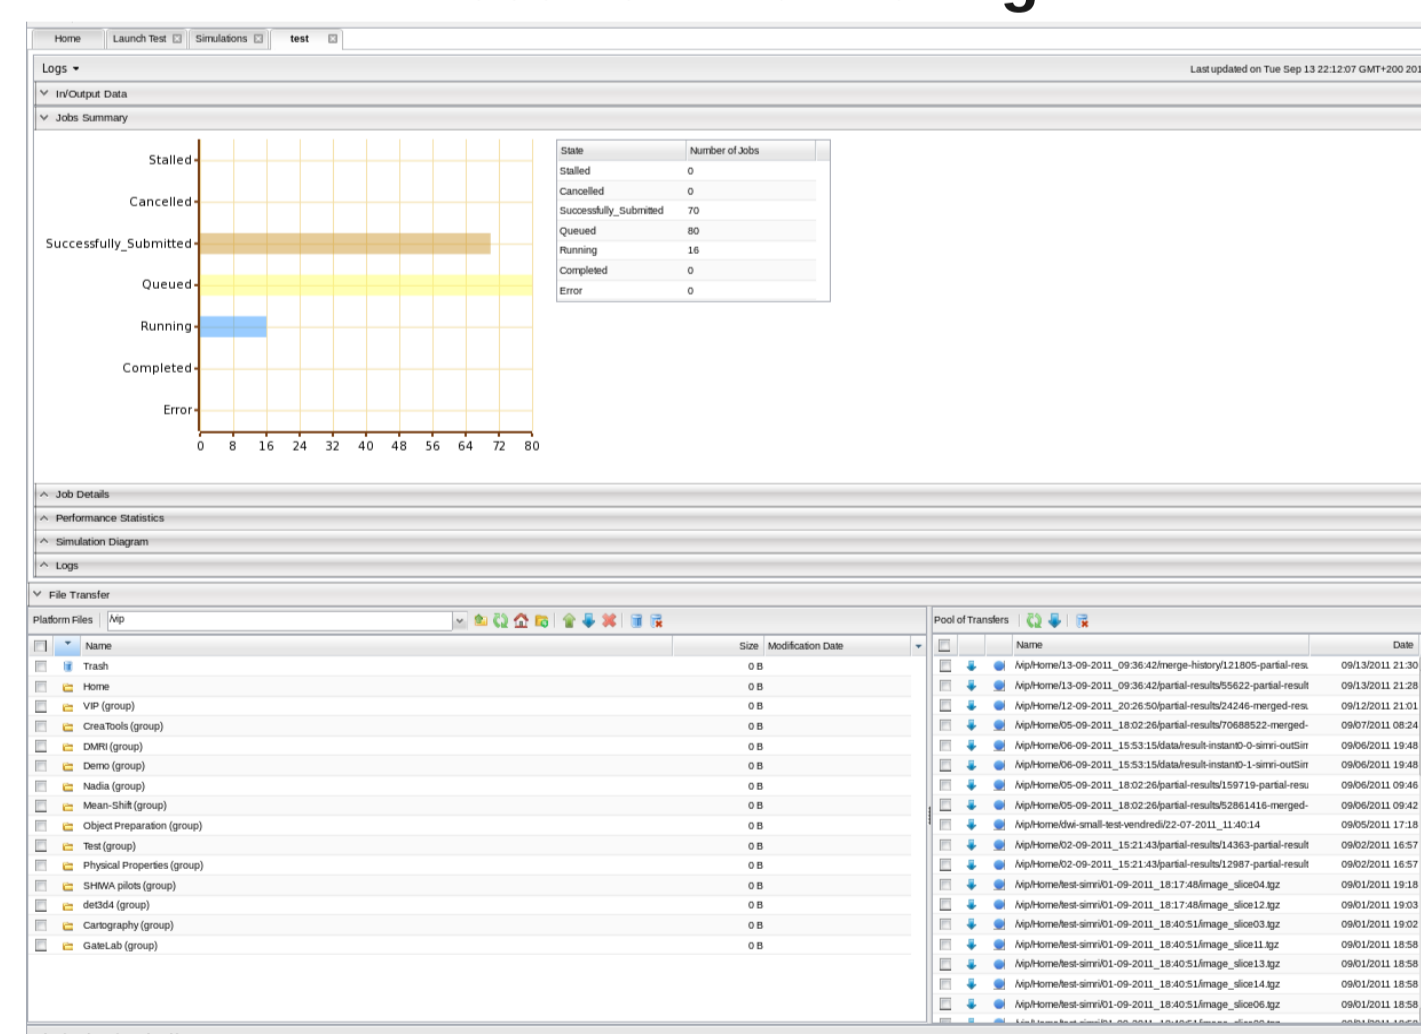 Home Launch Test Simulations test
Logs Last updated on Tue Sep 13 22:12:07 GMT+200 201
In/Output Data
Jobs Summary
Stalled
Cancelled
Successfully_Submitted
Queued
Running
Completed
Error
0 8 16 24 32 40 48 56 64 72 80
State Number of Jobs
Stalled 0
Cancelled 0
Successfully_Submitted 70
Queued 80
Running 16
Completed 0
Error 0
Job Details
Performance Statistics
Simulation Diagram
Logs
File Transfer
Platform Files /vip
Name Size Modification Date
Trash 0 B
Home 0 B
VIP (group) 0 B
CreaTools (group) 0 B
DMRI (group) 0 B
Demo (group) 0 B
Nadia (group) 0 B
Mean-Shift (group) 0 B
Object Preparation (group) 0 B
Test (group) 0 B
Physical Properties (group) 0 B
SHIWA pilots (group) 0 B
det3d4 (group) 0 B
Cartography (group) 0 B
GateLab (group) 0 B
Pool of Transfers
Name Date
/vip/Home/13-09-2011_09:36:42/merge-history/121805-partial-resu 09/13/2011 21:30
/vip/Home/13-09-2011_09:36:42/partial-results/55622-partial-result 09/13/2011 21:28
/vip/Home/12-09-2011_20:26:50/partial-results/24246-merged-resu 09/12/2011 21:01
/vip/Home/05-09-2011_18:02:26/partial-results/70688522-merged- 09/07/2011 08:24
/vip/Home/06-09-2011_15:53:15/data/result-instant0-0-simri-outSim 09/06/2011 19:48
/vip/Home/06-09-2011_15:53:15/data/result-instant0-1-simri-outSim 09/06/2011 19:48
/vip/Home/05-09-2011_18:02:26/partial-results/159719-partial-resu 09/06/2011 09:46
/vip/Home/05-09-2011_18:02:26/partial-results/52861416-merged- 09/06/2011 09:42
/vip/Home/dwi-small-test-vendredi/22-07-2011_11:40:14 09/05/2011 17:18
/vip/Home/02-09-2011_15:21:43/partial-results/14363-partial-result 09/02/2011 16:57
/vip/Home/02-09-2011_15:21:43/partial-results/12987-partial-result 09/02/2011 16:57
/vip/Home/test-simri/01-09-2011_18:17:48/image_slice04.tgz 09/01/2011 19:18
/vip/Home/test-simri/01-09-2011_18:17:48/image_slice12.tgz 09/01/2011 19:03
/vip/Home/test-simri/01-09-2011_18:40:51/image_slice03.tgz 09/01/2011 19:02
/vip/Home/test-simri/01-09-2011_18:40:51/image_slice11.tgz 09/01/2011 18:58
/vip/Home/test-simri/01-09-2011_18:40:51/image_slice13.tgz 09/01/2011 18:58
/vip/Home/test-simri/01-09-2011_18:40:51/image_slice14.tgz 09/01/2011 18:58
/vip/Home/test-simri/01-09-2011_18:40:51/image_slice06.tgz 09/01/2011 18:58